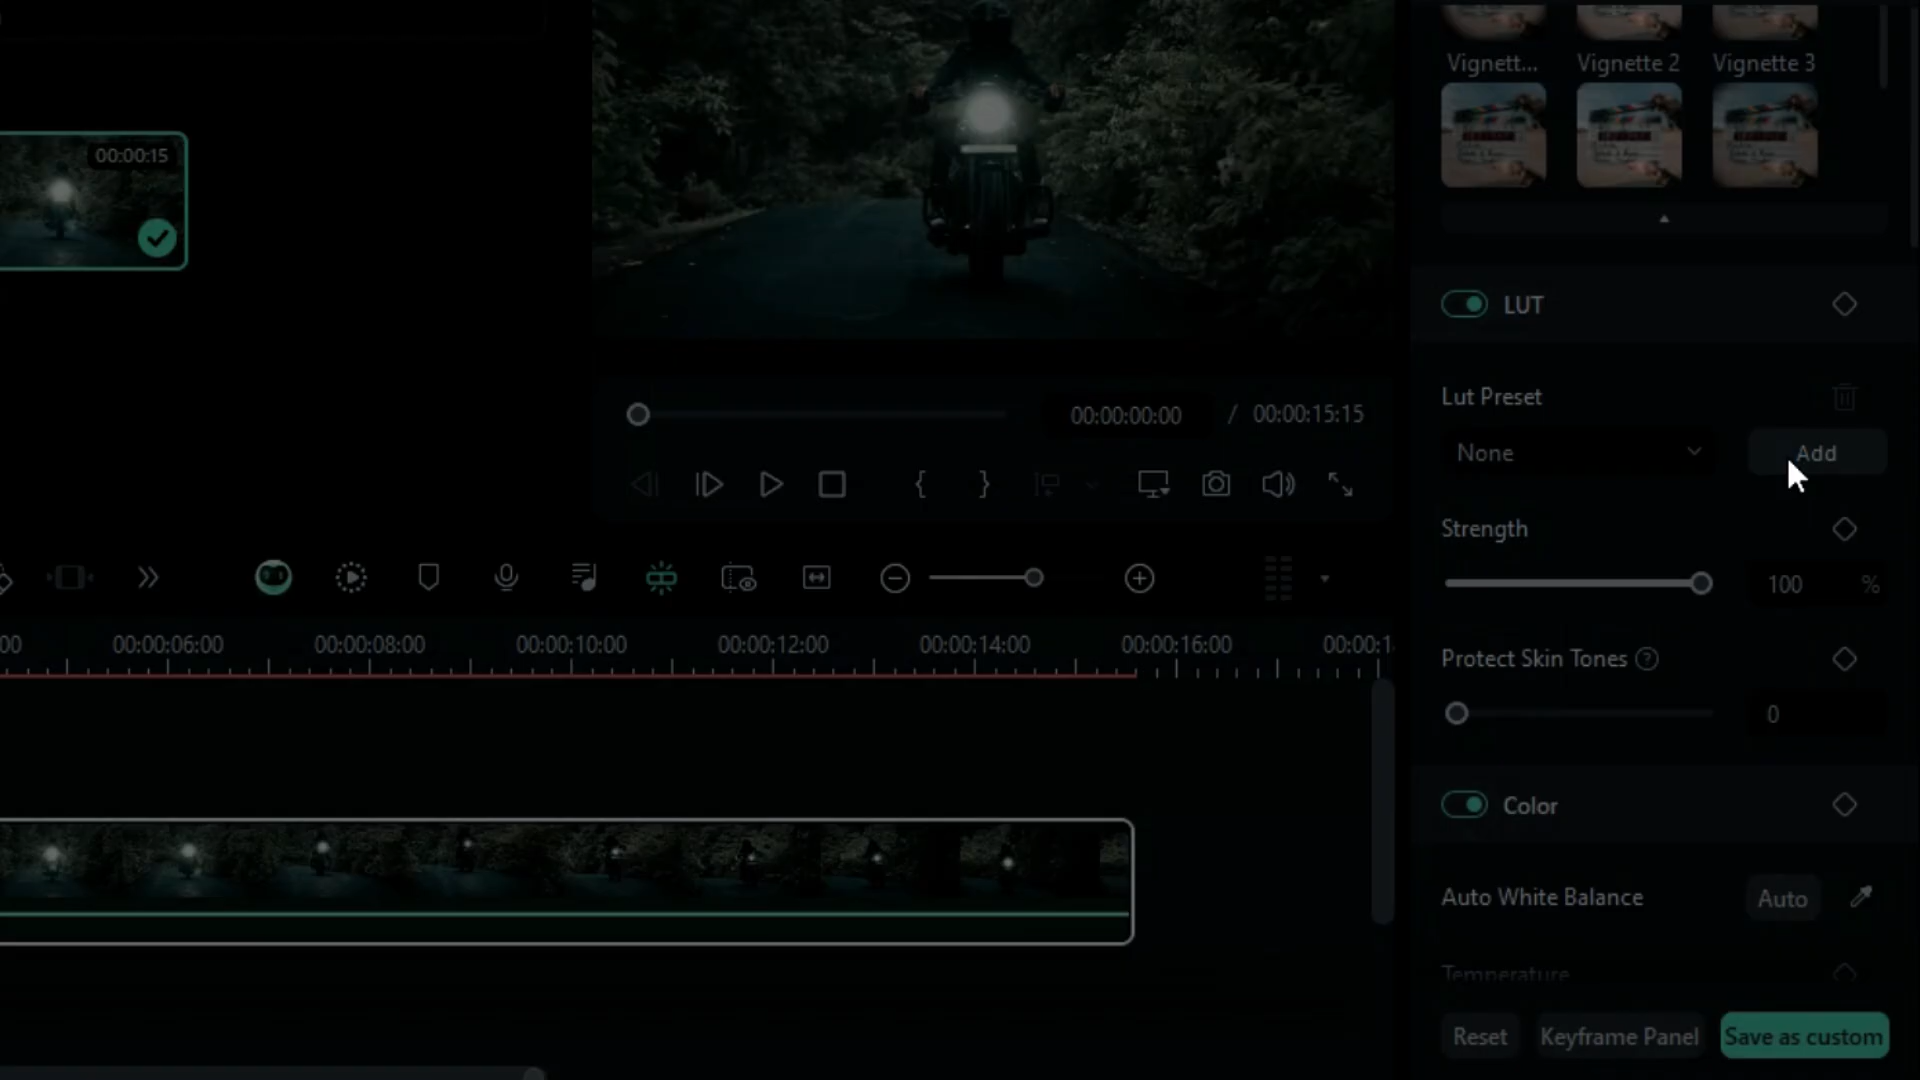 Vignett...
Vignette 2
Vignette 3
00:00:15
LUT
Lut Preset
None
Add
00:00:00:00 / 00:00:15:15
Strength
100 %
00:00:06:00
00:00:08:00
00:00:10:00
00:00:12:00
00:00:14:00
00:00:16:00
Protect Skin Tones
0
Color
Auto White Balance
Auto
Temperature
Reset
Keyframe Panel
Save as custom